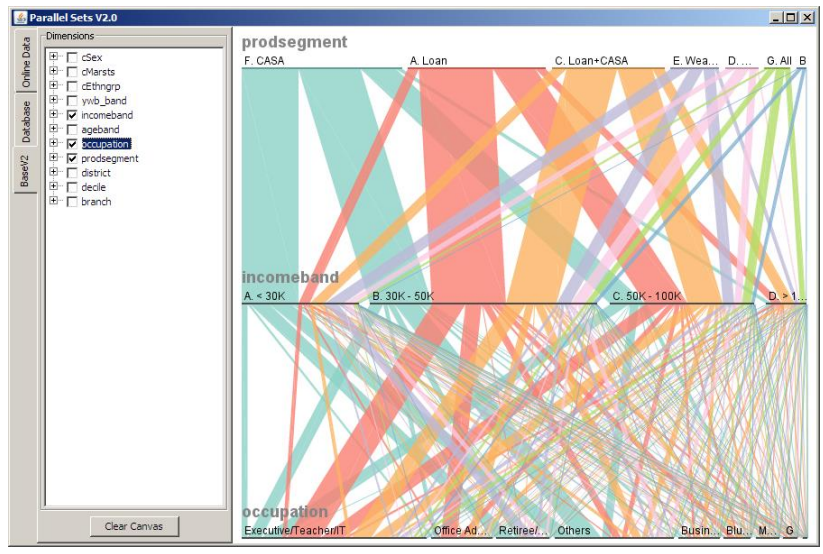 Parallel Sets V2.0
Online Data
Database
BaseV2
Dimensions
cSex
cMarsts
cEthngrp
ywb_band
incomeband
ageband
occupation
prodsegment
district
decile
branch
Clear Canvas
prodsegment
F. CASA A. Loan C. Loan+CASA E. Wea... D. ... G. All B
incomeband
A. < 30K B. 30K - 50K C. 50K - 100K D. > 1...
occupation
Executive/Teacher/IT Office Ad... Retiree/... Others Busin... Blu... M... G